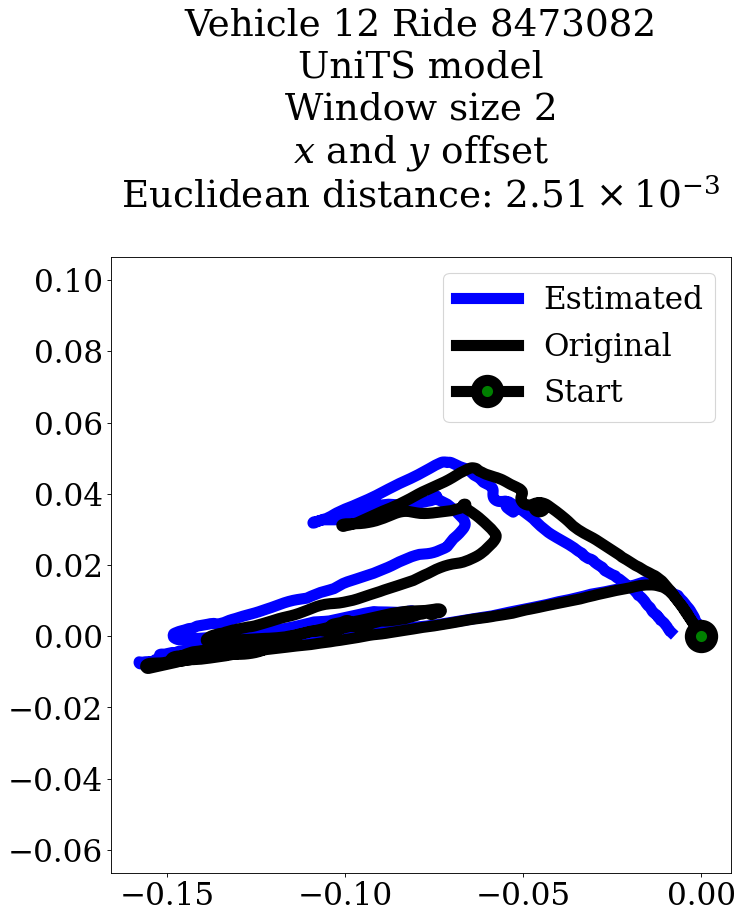 Vehicle 12 Ride 8473082
UniTS model
Window size 2
x and y offset
Euclidean distance: 2.51 × 10⁻³
Estimated
Original
Start
0.10
0.08
0.06
0.04
0.02
0.00
−0.02
−0.04
−0.06
−0.15 −0.10 −0.05 0.00